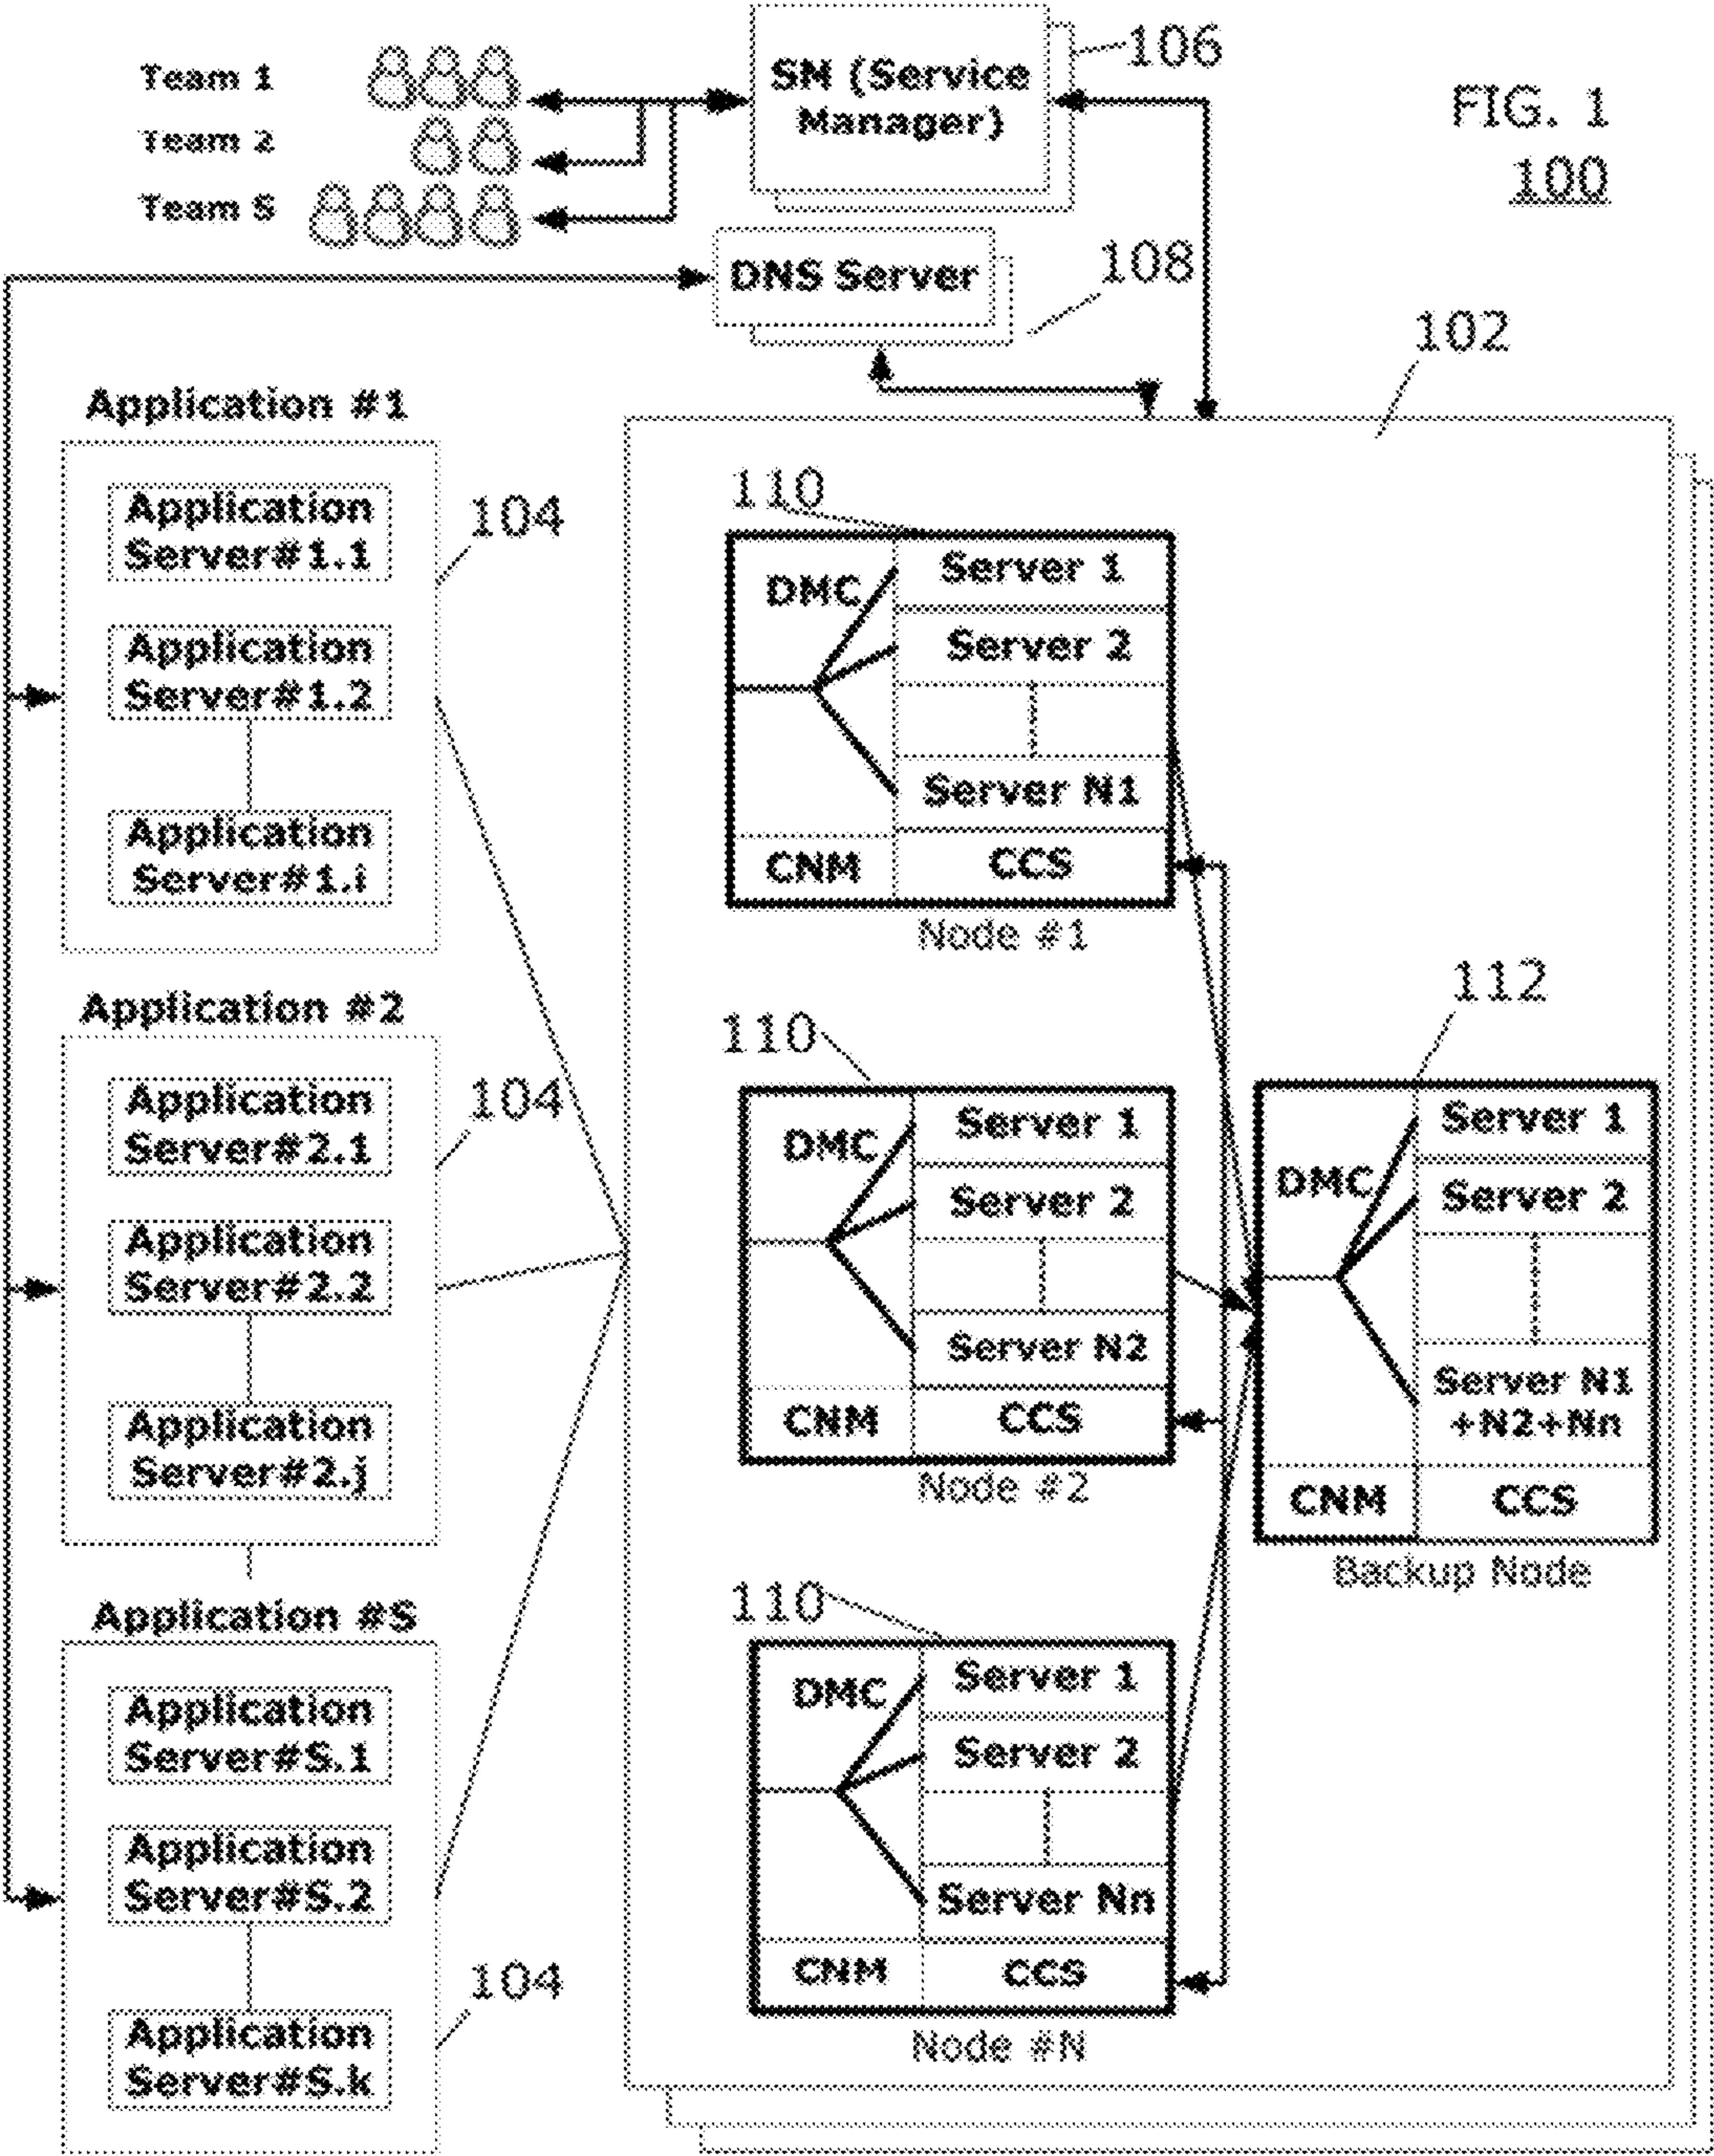 Team 1
Team 2
Team S
SM (Service
Manager)
106
FIG. 1
100
DNS Server
108
102
Application #1
Application
Server#1.1
Application
Server#1.2
Application
Server#1.i
104
Application #2
Application
Server#2.1
Application
Server#2.2
Application
Server#2.j
104
Application #S
Application
Server#S.1
Application
Server#S.2
Application
Server#S.k
104
110
DMC
Server 1
Server 2
Server N1
CNM
CCS
Node #1
110
DMC
Server 1
Server 2
Server N2
CNM
CCS
Node #2
110
DMC
Server 1
Server 2
Server Nn
CNM
CCS
Node #N
112
DMC
Server 1
Server 2
Server N1
+N2+Nn
CNM
CCS
Backup Node